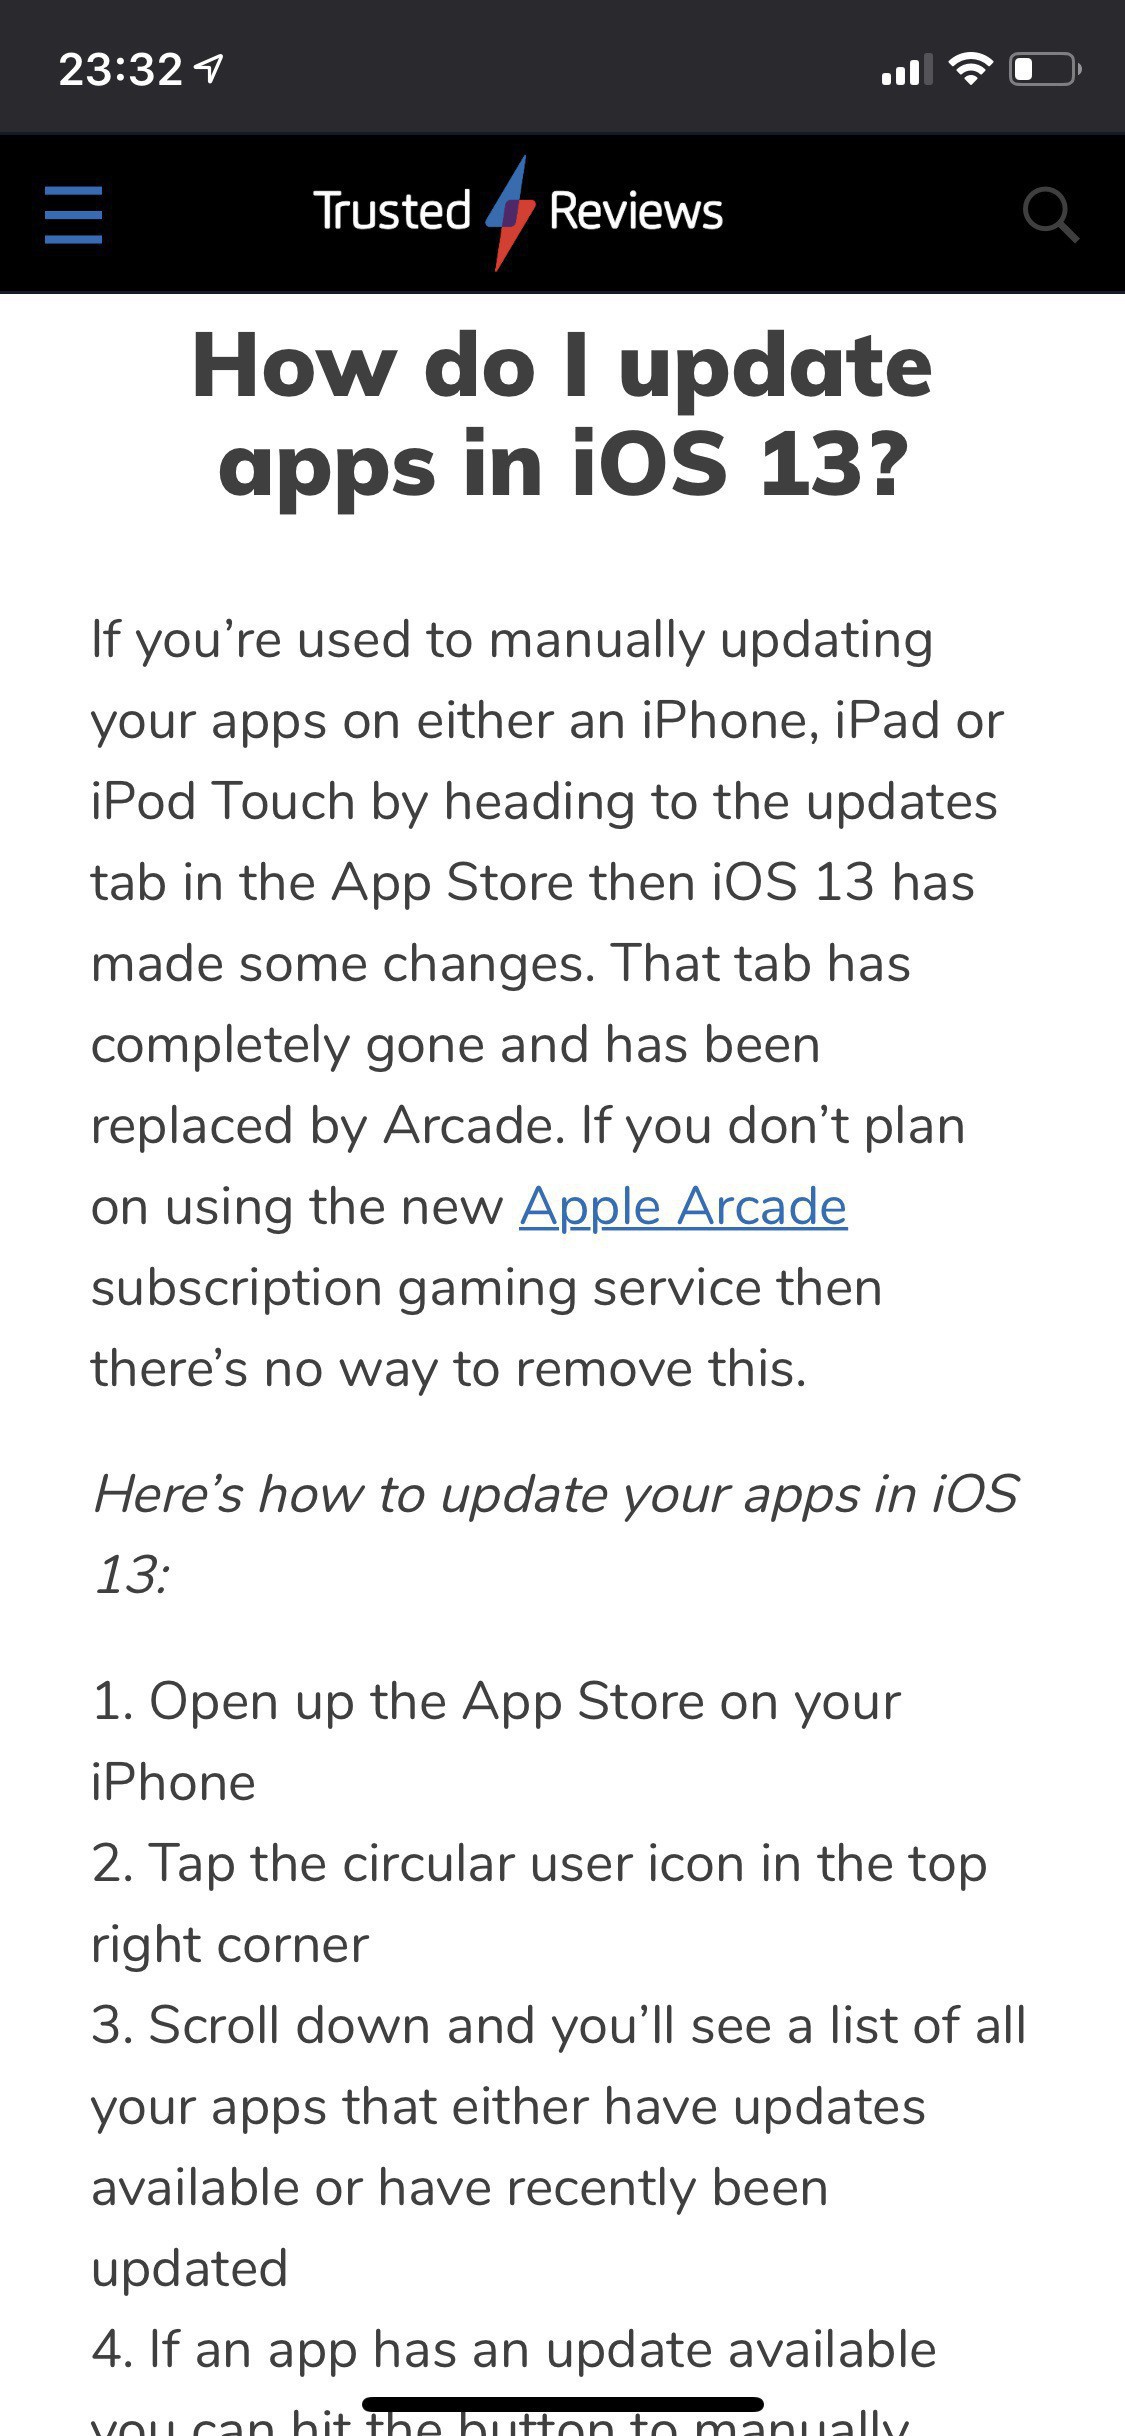 23:32
Trusted Reviews
How do I update
apps in iOS 13?
If you’re used to manually updating
your apps on either an iPhone, iPad or
iPod Touch by heading to the updates
tab in the App Store then iOS 13 has
made some changes. That tab has
completely gone and has been
replaced by Arcade. If you don’t plan
on using the new Apple Arcade
subscription gaming service then
there’s no way to remove this.
Here’s how to update your apps in iOS
13:
1. Open up the App Store on your
iPhone
2. Tap the circular user icon in the top
right corner
3. Scroll down and you’ll see a list of all
your apps that either have updates
available or have recently been
updated
4. If an app has an update available
you can hit the button to manually